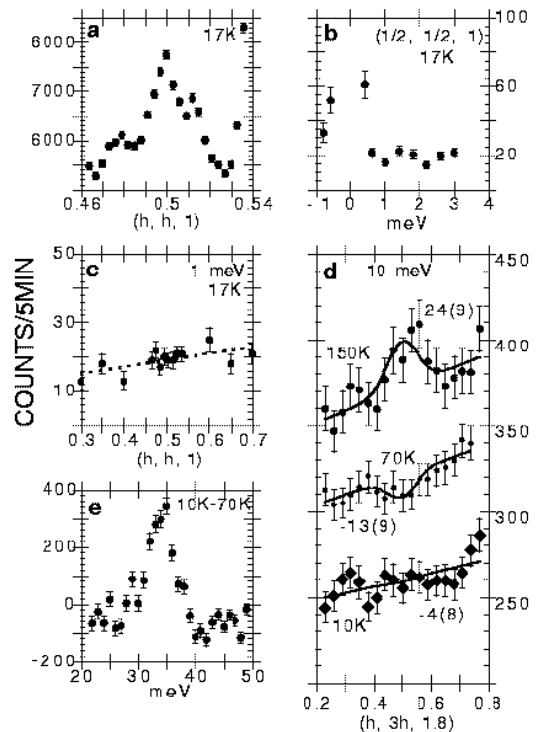 a
17K
8000
7000
6000
0.46
0.5
0.54
(h, h, 1)
b
(1/2, 1/2, 1)
17K
100
60
20
-1
0
1
2
3
4
meV
COUNTS/5MIN
c
1 meV
17K
50
30
10
0.3
0.4
0.5
0.6
0.7
(h, h, 1)
d
10 meV
24(9)
150K
70K
-13(9)
10K
-4(8)
450
400
350
300
250
0.2
0.4
0.6
0.8
(h, 3h, 1.8)
e
10K-70K
400
200
0
-200
20
30
40
50
meV